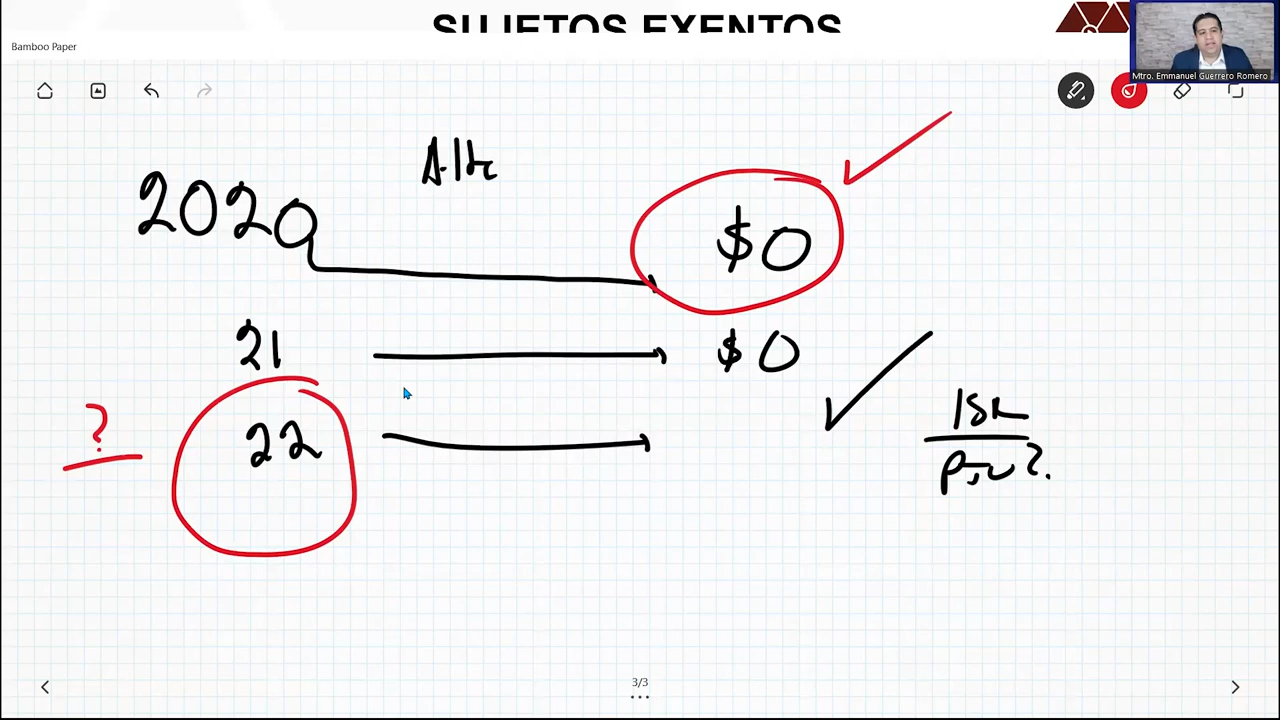 SUJETOS EXENTOS
Bamboo Paper
Mtro. Emmanuel Guerrero Romero
2020
$0
21
$0
?
22
ISR
3/3